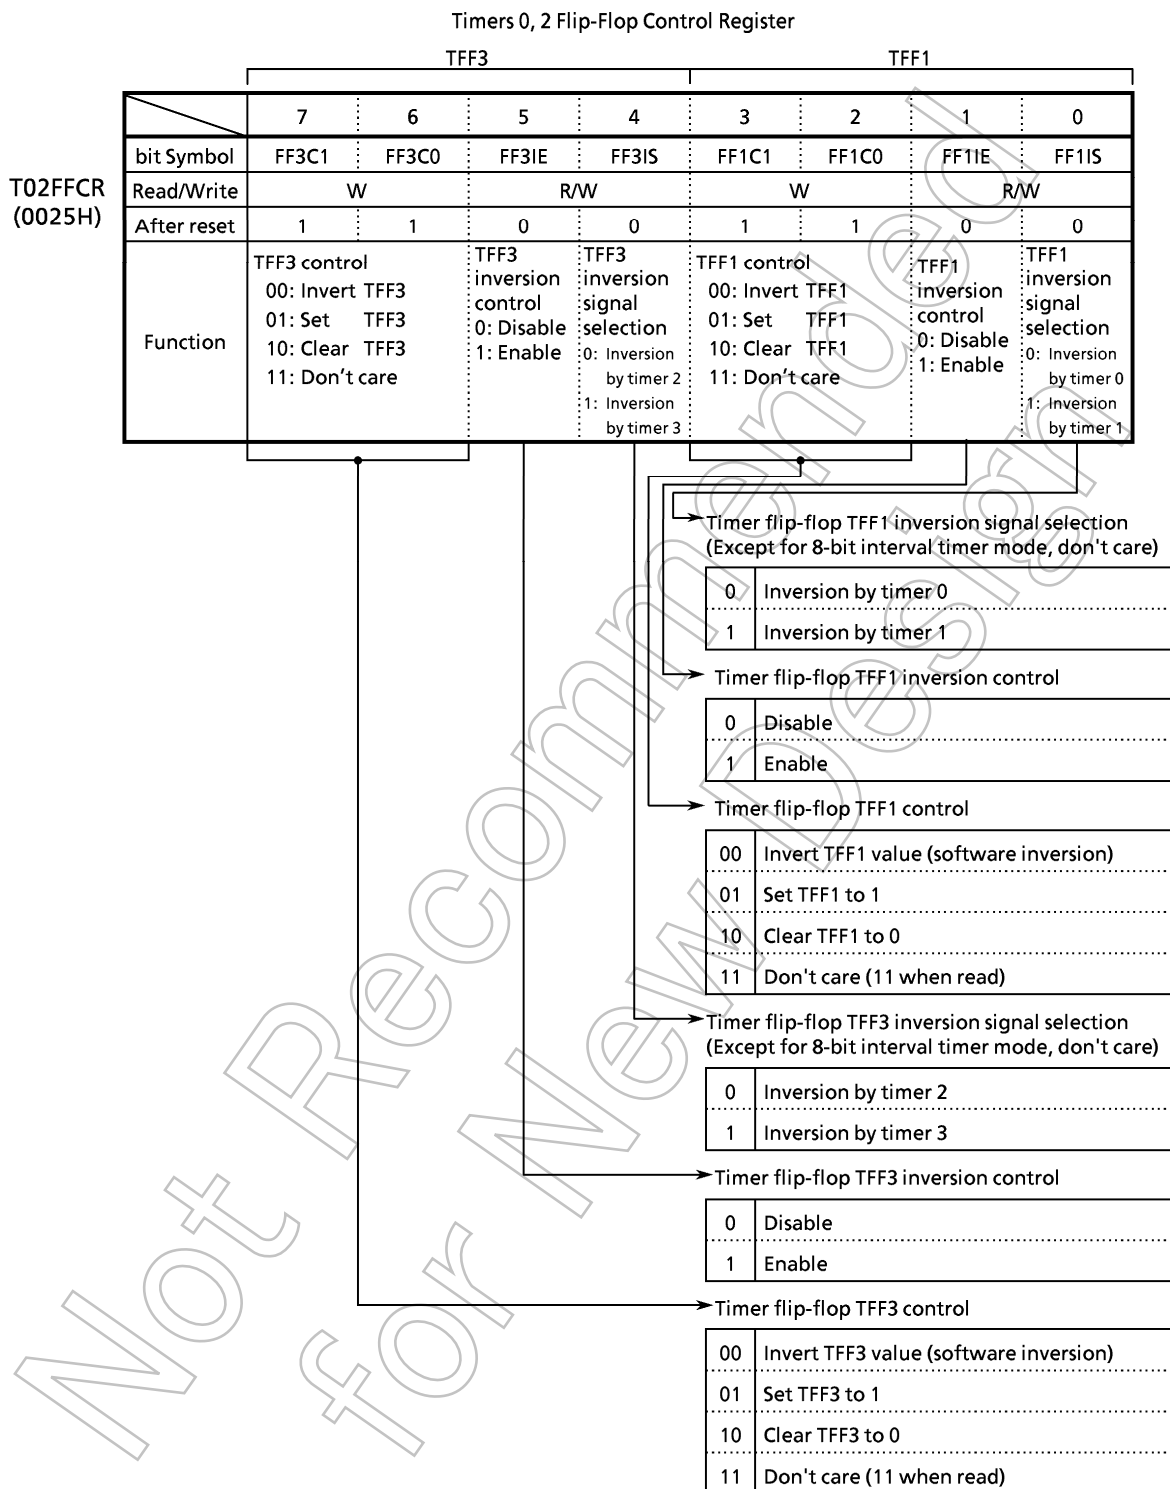 Timers 0, 2 Flip-Flop Control Register
TFF3 TFF1
7 6 5 4 3 2 1 0
bit Symbol FF3C1 FF3C0 FF3IE FF3IS FF1C1 FF1C0 FF1IE FF1IS
T02FFCR
(0025H)
Read/Write W R/W W R/W
After reset 1 1 0 0 1 1 0 0
Function
TFF3 control
00: Invert TFF3
01: Set TFF3
10: Clear TFF3
11: Don't care
TFF3
inversion
control
0: Disable
1: Enable
TFF3
inversion
signal
selection
0: Inversion
by timer 2
1: Inversion
by timer 3
TFF1 control
00: Invert TFF1
01: Set TFF1
10: Clear TFF1
11: Don't care
TFF1
inversion
control
0: Disable
1: Enable
TFF1
inversion
signal
selection
0: Inversion
by timer 0
1: Inversion
by timer 1
Timer flip-flop TFF1 inversion signal selection
(Except for 8-bit interval timer mode, don't care)
0 Inversion by timer 0
1 Inversion by timer 1
Timer flip-flop TFF1 inversion control
0 Disable
1 Enable
Timer flip-flop TFF1 control
00 Invert TFF1 value (software inversion)
01 Set TFF1 to 1
10 Clear TFF1 to 0
11 Don't care (11 when read)
Timer flip-flop TFF3 inversion signal selection
(Except for 8-bit interval timer mode, don't care)
0 Inversion by timer 2
1 Inversion by timer 3
Timer flip-flop TFF3 inversion control
0 Disable
1 Enable
Timer flip-flop TFF3 control
00 Invert TFF3 value (software inversion)
01 Set TFF3 to 1
10 Clear TFF3 to 0
11 Don't care (11 when read)
Not Recommended
for New Design